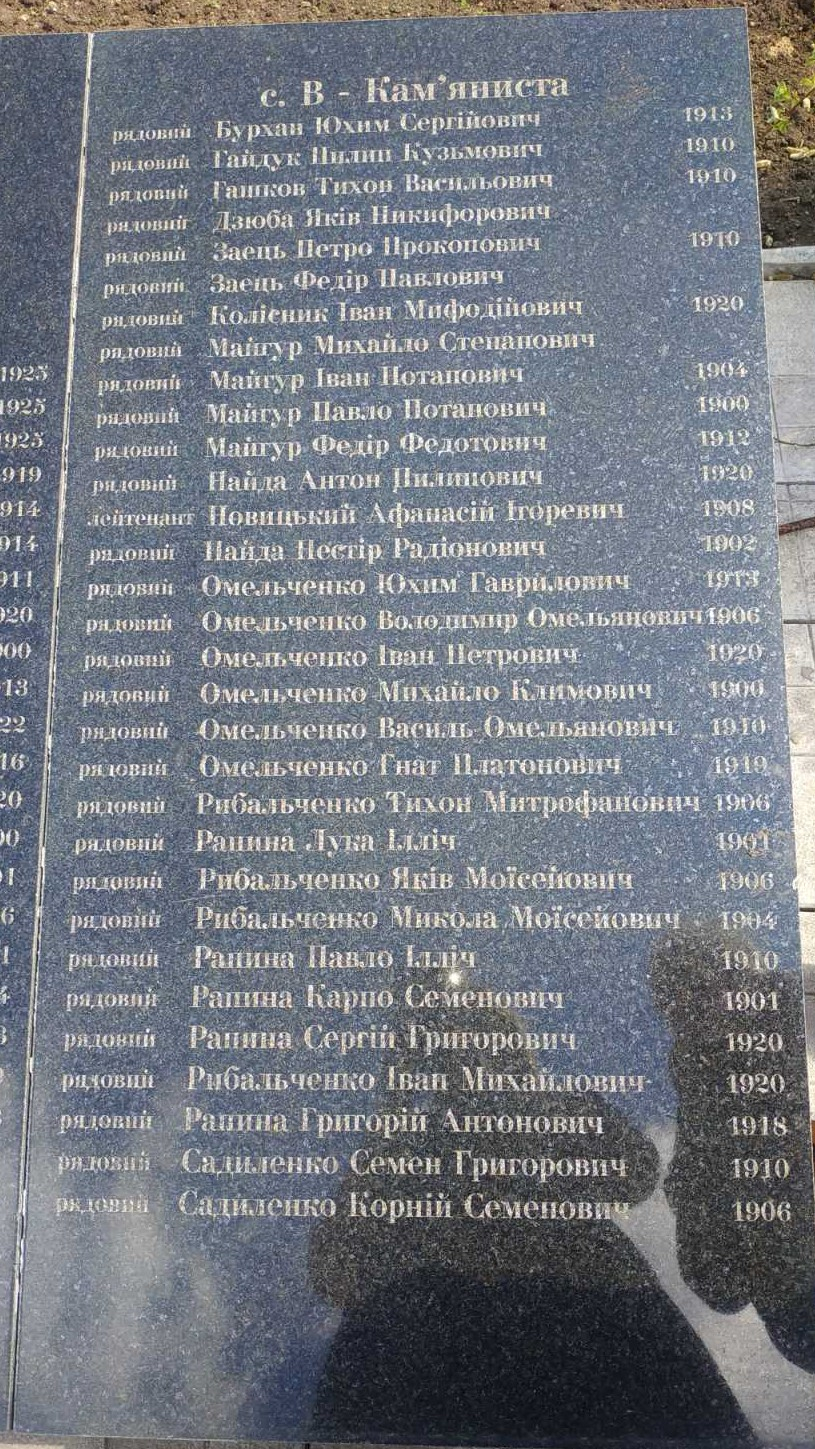 с. В - Кам'яниста
рядовий Бурхан Юхим Сергійович 1913
рядовий Гайдук Пилип Кузьмович 1910
рядовий Гашков Тихон Васильович 1910
рядовий Дзюба Яків Никифорович
рядовий Заець Петро Прокопович 1910
рядовий Заець Федір Павлович
рядовий Колісник Іван Мифодійович 1920
рядовий Майгур Михайло Степанович
рядовий Майгур Іван Потапович 1904
рядовий Майгур Павло Потапович 1900
рядовий Майгур Федір Федотович 1912
рядовий Найда Антон Пилипович 1920
лейтенант Новицький Афанасій Ігоревич 1908
рядовий Найда Нестір Радіонович 1902
рядовий Омельченко Юхим Гаврилович 1913
рядовий Омельченко Володимир Омельянович 1906
рядовий Омельченко Іван Петрович 1920
рядовий Омельченко Михайло Климович 1900
рядовий Омельченко Василь Омельянович 1910
рядовий Омельченко Гнат Платонович 1919
рядовий Рибальченко Тихон Митрофанович 1906
рядовий Рапина Лука Ілліч 1901
рядовий Рибальченко Яків Моїсейович 1906
рядовий Рибальченко Микола Моїсейович 1904
рядовий Рапина Павло Ілліч 1910
рядовий Рапина Карпо Семенович 1901
рядовий Рапина Сергій Григорович 1920
рядовий Рибальченко Іван Михайлович 1920
рядовий Рапина Григорій Антонович 1918
рядовий Садиленко Семен Григорович 1910
рядовий Садиленко Корній Семенович 1906
1925
1925
1925